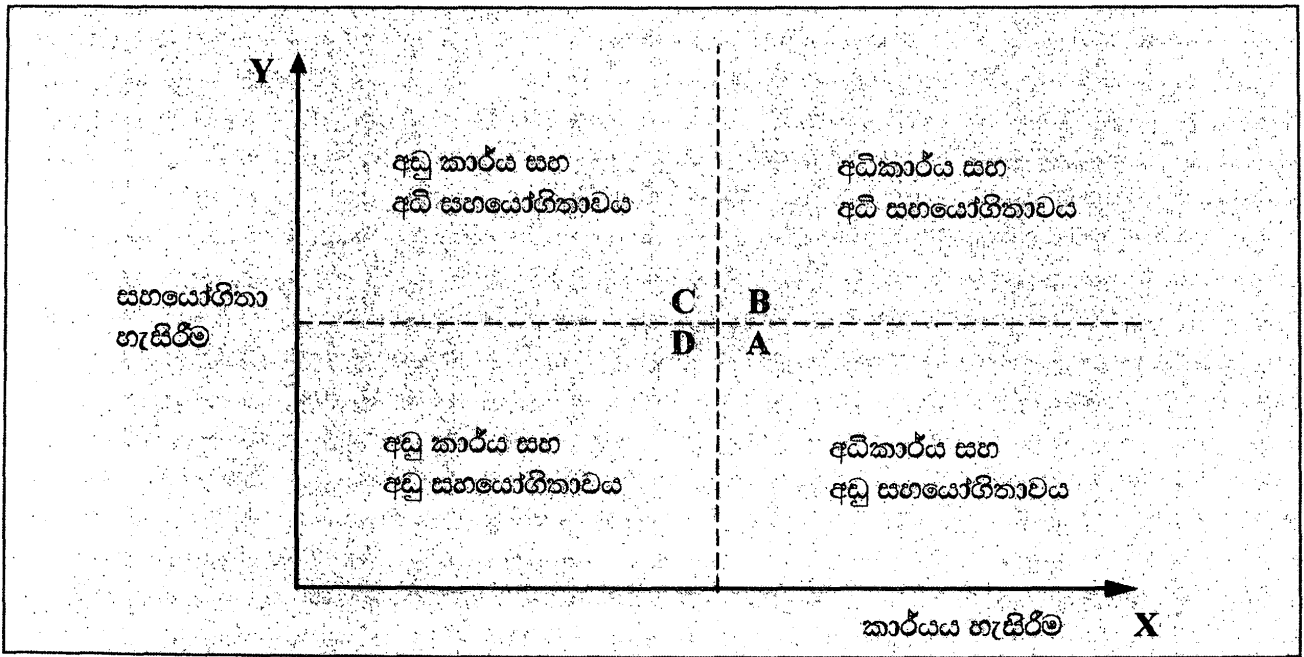 Y
අඩු කාර්ය සහ
අධි සහයෝගිතාවය
අධිකාර්ය සහ
අධි සහයෝගිතාවය
සහයෝගිතා
හැසිරීම
C B
D A
අඩු කාර්ය සහ
අඩු සහයෝගිතාවය
අධිකාර්ය සහ
අඩු සහයෝගිතාවය
කාර්යය හැසිරීම X